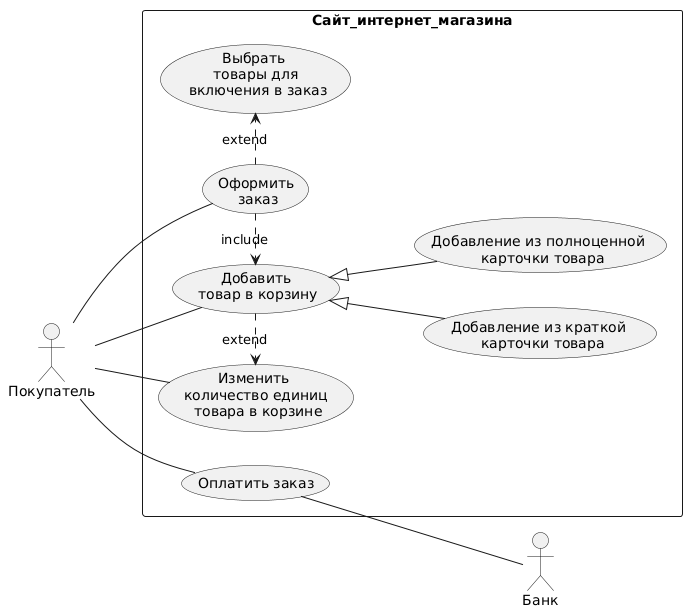 Сайт_интернет_магазина
Выбрать
товары для
включения в заказ
extend
Оформить
заказ
include
Добавить
товар в корзину
Добавление из полноценной
карточки товара
Добавление из краткой
карточки товара
extend
Изменить
количество единиц
товара в корзине
Покупатель
Оплатить заказ
Банк